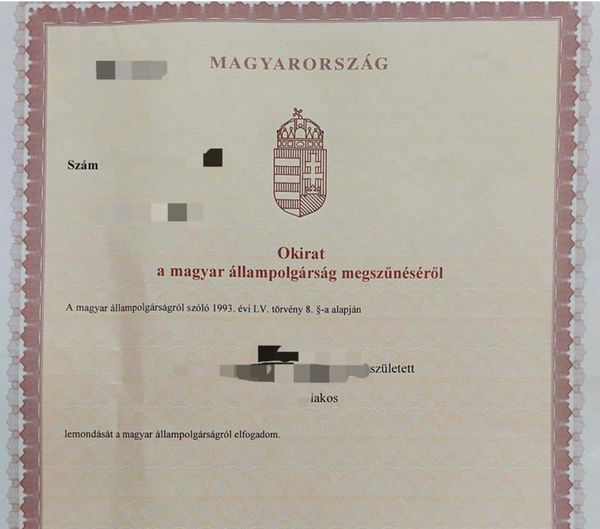 MAGYARORSZÁG
Szám
Okirat
a magyar állampolgárság megszűnéséről
A magyar állampolgárságról szóló 1993. évi LV. törvény 8. §-a alapján
született
lakos
lemondását a magyar állampolgárságról elfogadom.